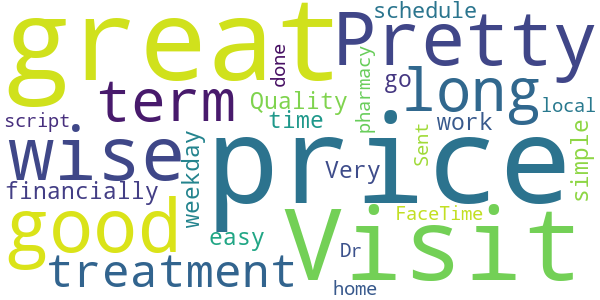 great
Pretty
schedule
done
pharmacy
go
long
local
term
Quality
time
work
script
wise
price
Very
Sent
simple
financially
weekday
good
Visit
FaceTime
easy
Dr
treatment
home